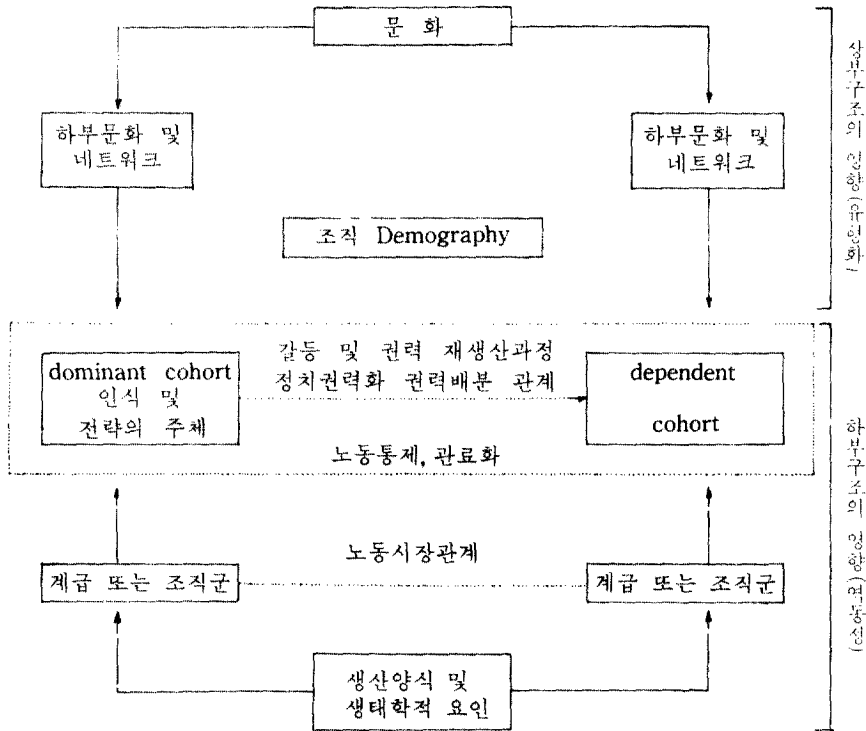 문 화
하부문화 및
네트워크
하부문화 및
네트워크
조직 Demography
상부구조의 영향(유형화)
dominant cohort
인식 및
전략의 주체
갈등 및 권력 재생산과정
정치권력화 권력배분 관계
dependent
cohort
노동통제, 관료화
노동시장관계
계급 또는 조직군
계급 또는 조직군
생산양식 및
생태학적 요인
하부구조의 영향